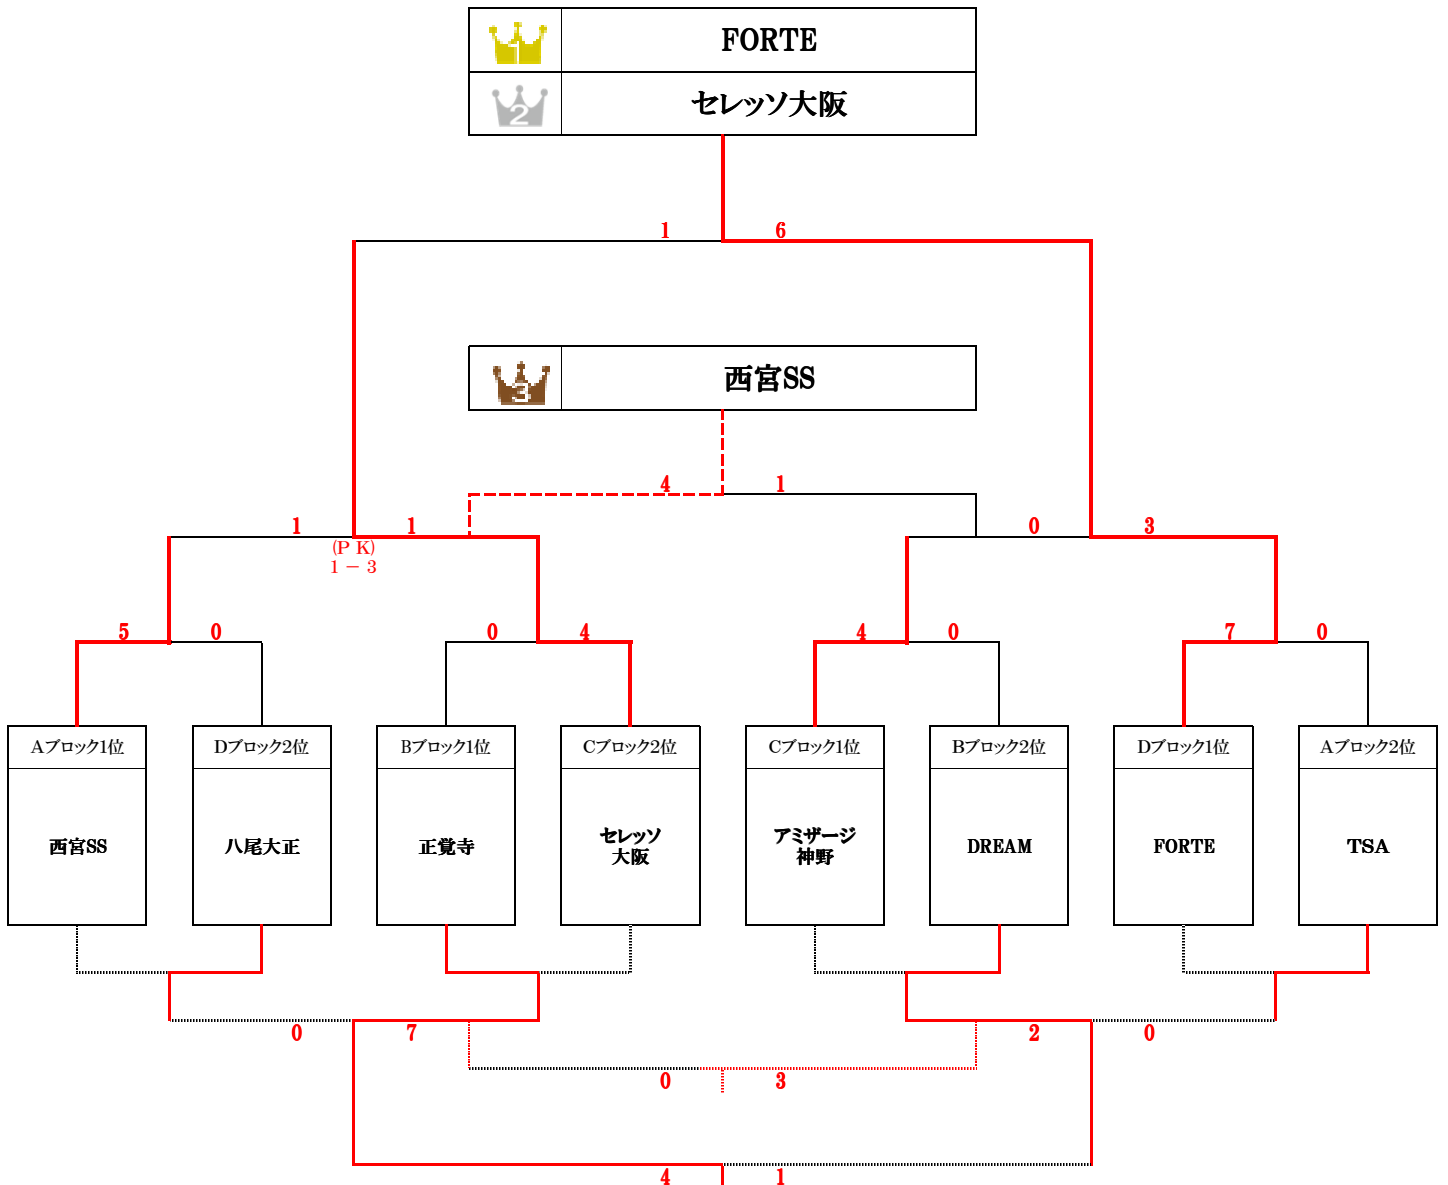 1
FORTE
2
セレッソ大阪
1 6
3
西宮SS
4 1
1 1 0 3
(P K)
1 − 3
5 0 0 4 4 0 7 0
Aブロック1位 Dブロック2位 Bブロック1位 Cブロック2位 Cブロック1位 Bブロック2位 Dブロック1位 Aブロック2位
西宮SS
八尾大正
正覚寺
セレッソ
大阪
アミザージ
神野
DREAM
FORTE
TSA
0 7 2 0
0 3
4 1